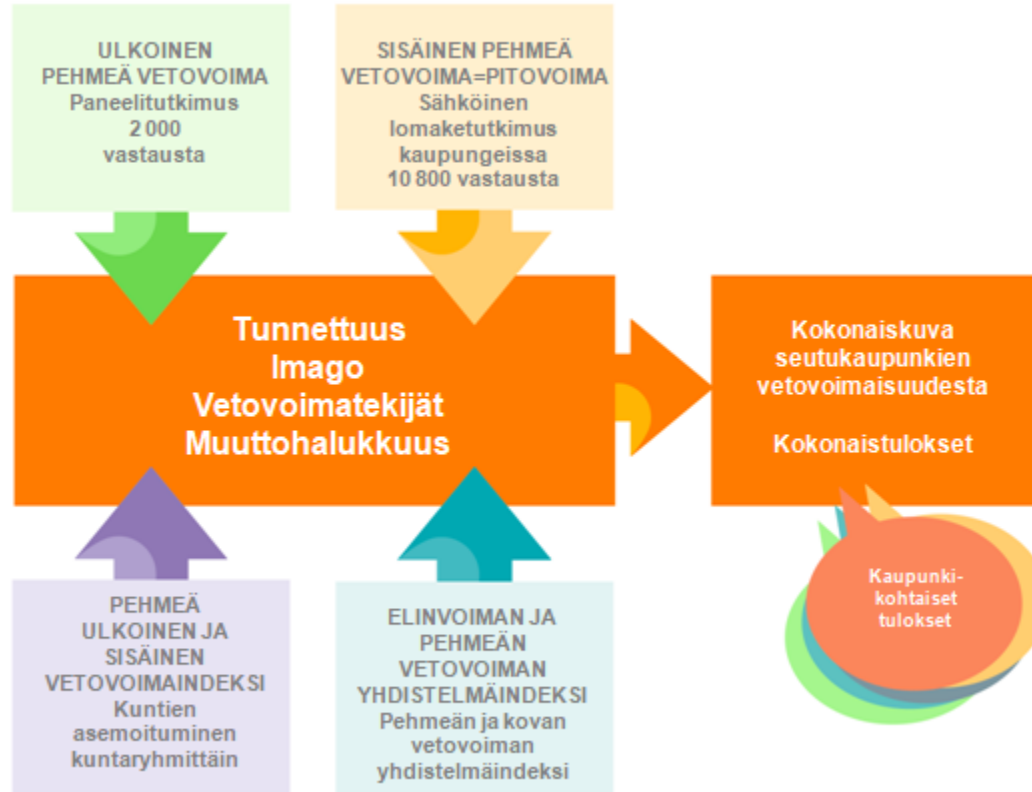 ULKOINEN
PEHMEÄ VETOVOIMA
Paneelitutkimus
2 000
vastausta
SISÄINEN PEHMEÄ
VETOVOIMA=PITOVOIMA
Sähköinen
lomaketutkimus
kaupungeissa
10 800 vastausta
Tunnettuus
Imago
Vetovoimatekijät
Muuttohalukkuus
Kokonaiskuva
seutukaupunkien
vetovoimaisuudesta
Kokonaistulokset
PEHMEÄ
ULKOINEN JA
SISÄINEN
VETOVOIMAINDEKSI
Kuntien
asemoituminen
kuntaryhmittäin
ELINVOIMAN JA
PEHMEÄN
VETOVOIMAN
YHDISTELMÄINDEKSI
Pehmeän ja kovan
vetovoiman
yhdistelmäindeksi
Kaupunki-
kohtaiset
tulokset